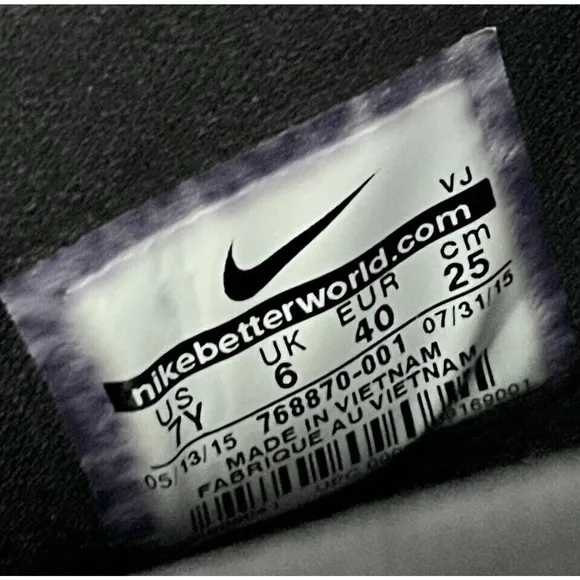 VJ
nikebetterworld.com
US UK EUR cm
7Y 6 40 25
05/13/15 768870-001 07/31/15
MADE IN VIETNAM
FABRIQUE AU VIETNAM